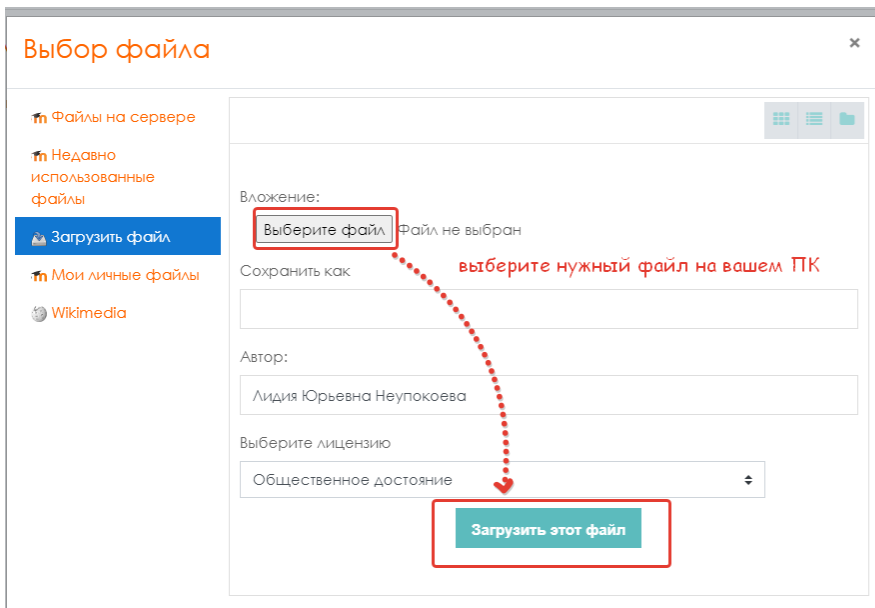 Выбор файла
×
Файлы на сервере
Недавно
использованные
файлы
Загрузить файл
Мои личные файлы
Wikimedia
Вложение:
Выберите файл Файл не выбран
выберите нужный файл на вашем ПК
Сохранить как
Автор:
Лидия Юрьевна Неупокоева
Выберите лицензию
Общественное достояние
Загрузить этот файл